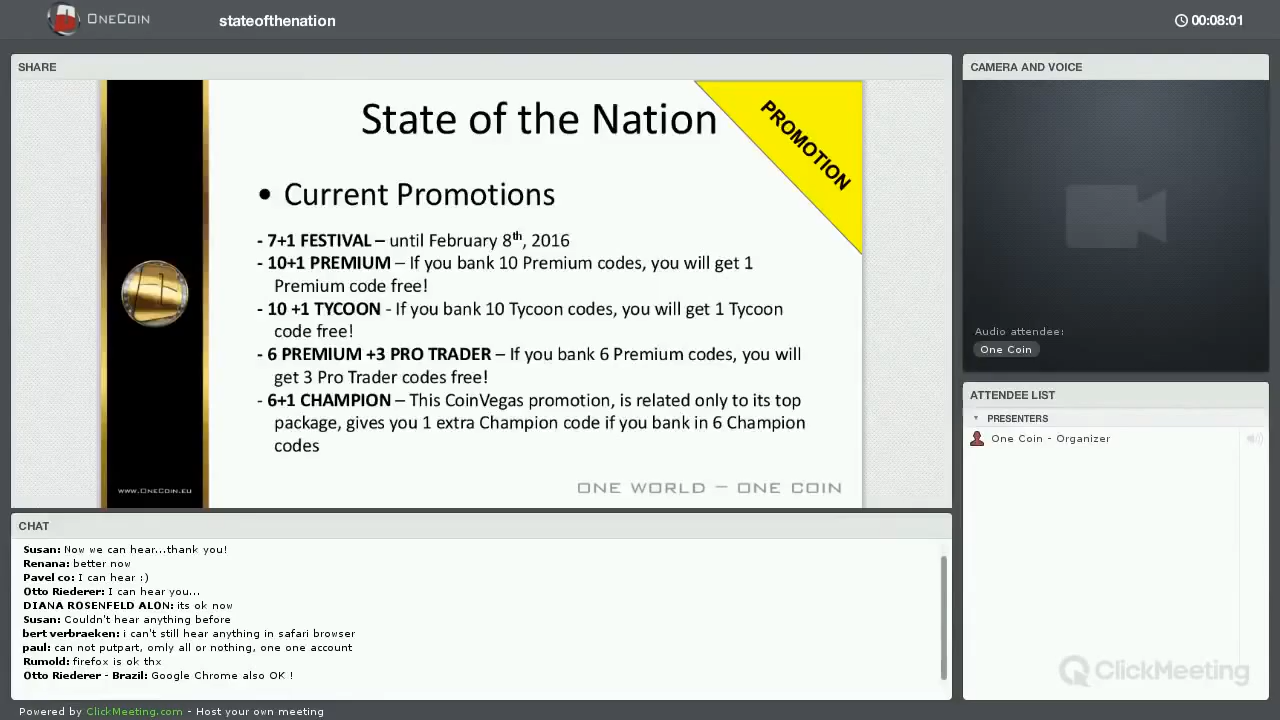 OneCoin
stateofthenation
00:08:01
SHARE
CAMERA AND VOICE
State of the Nation
PROMOTION
• Current Promotions
- 7+1 FESTIVAL – until February 8th, 2016
- 10+1 PREMIUM – If you bank 10 Premium codes, you will get 1
Premium code free!
- 10 +1 TYCOON - If you bank 10 Tycoon codes, you will get 1 Tycoon
code free!
- 6 PREMIUM +3 PRO TRADER – If you bank 6 Premium codes, you will
get 3 Pro Trader codes free!
- 6+1 CHAMPION – This CoinVegas promotion, is related only to its top
package, gives you 1 extra Champion code if you bank in 6 Champion
codes
www.OneCoin.eu
ONE WORLD – ONE COIN
Audio attendee:
One Coin
ATTENDEE LIST
PRESENTERS
One Coin - Organizer
CHAT
Susan: Now we can hear...thank you!
Renana: better now
Pavel co: I can hear :)
Otto Riederer: I can hear you...
DIANA ROSENFELD ALON: its ok now
Susan: Couldn't hear anything before
bert verbraeken: i can't still hear anything in safari browser
paul: can not putpart, omly all or nothing, one one account
Rumold: firefox is ok thx
Otto Riederer - Brazil: Google Chrome also OK !
ClickMeeting
Powered by ClickMeeting.com - Host your own meeting